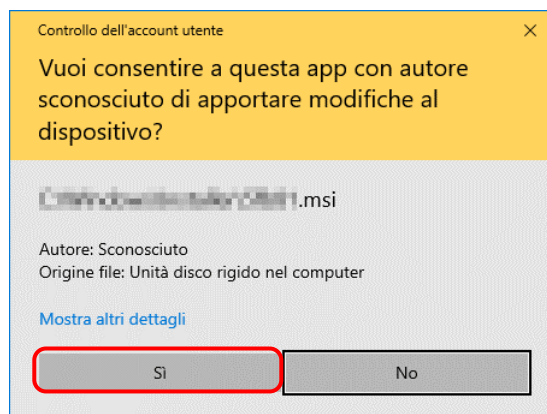 Controllo dell'account utente
Vuoi consentire a questa app con autore
sconosciuto di apportare modifiche al
dispositivo?
.msi
Autore: Sconosciuto
Origine file: Unità disco rigido nel computer
Mostra altri dettagli
Sì
No